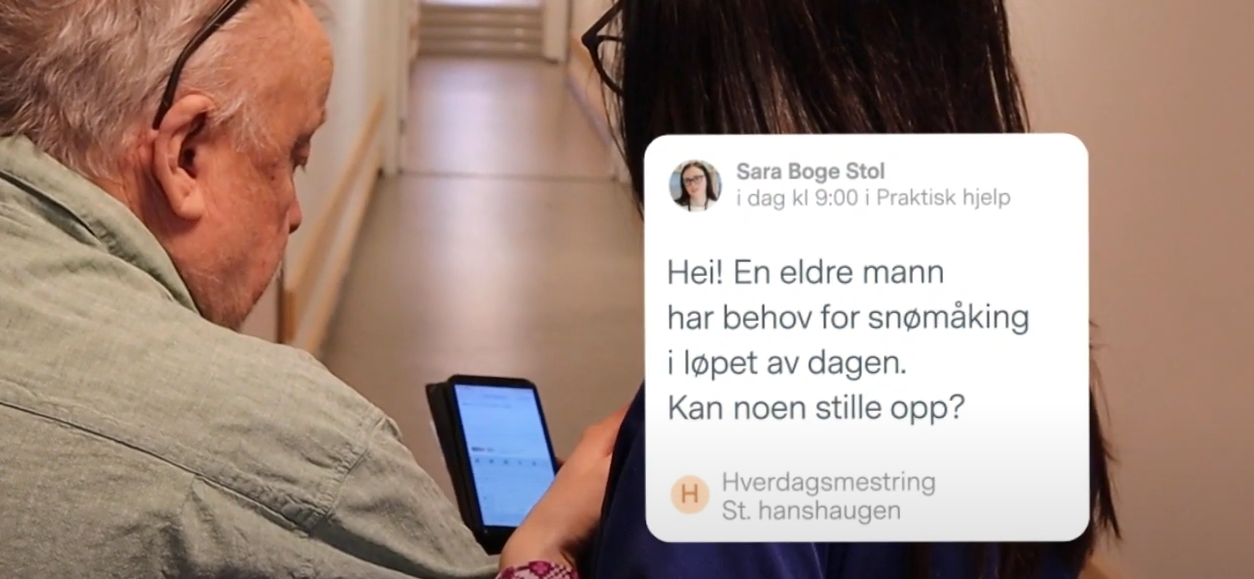 Sara Boge Stol
i dag kl 9:00 i Praktisk hjelp
Hei! En eldre mann
har behov for snømåking
i løpet av dagen.
Kan noen stille opp?
H
Hverdagsmestring
St. hanshaugen